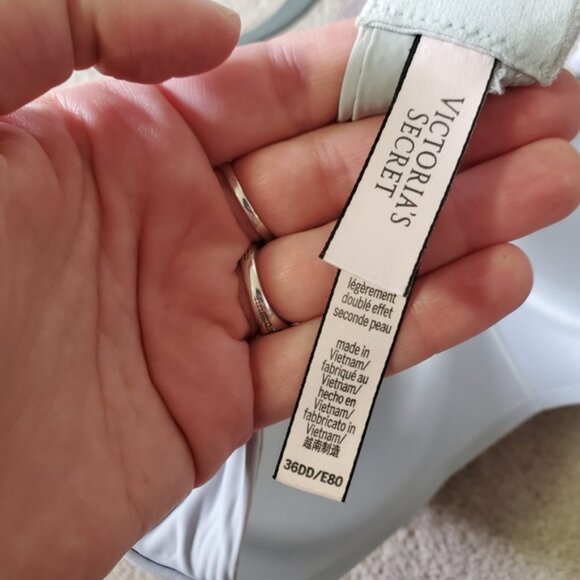 VICTORIA'S
SECRET
légèrement
doublé effet
seconde peau
made in
Vietnam/
fabriqué au
Vietnam/
hecho en
Vietnam/
fabbricato in
Vietnam/
越南制造
36DD/E80